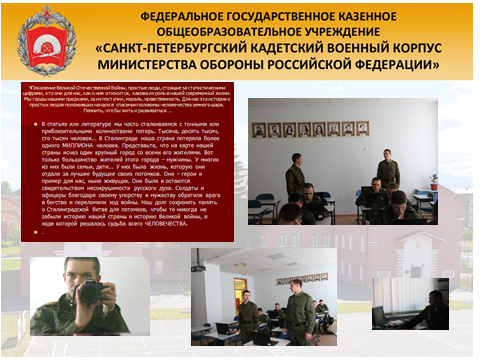 ФЕДЕРАЛЬНОЕ ГОСУДАРСТВЕННОЕ КАЗЕННОЕ
ОБЩЕОБРАЗОВАТЕЛЬНОЕ УЧРЕЖДЕНИЕ
«САНКТ-ПЕТЕРБУРГСКИЙ КАДЕТСКИЙ ВОЕННЫЙ КОРПУС
МИНИСТЕРСТВА ОБОРОНЫ РОССИЙСКОЙ ФЕДЕРАЦИИ»
Поколение Великой Отечественной Войны, простые люди, стоящие за статистическими
цифрами, кто они для нас, как к ним относится, какова их роль в нашей современной жизни.
Мы горды нашими предками, за их поступки, мораль, нравственность. Для нас эта история о
простых людях положивших начало в спасении половины человечества земного шара.
Помнить, что бы жить и развиваться
В статьях или литературе мы часто сталкивается с точными или
приблизительными количествами потерь. Тысяча, десять тысяч,
сто тысяч человек... В Сталинграде наша страна потеряла более
одного МИЛЛИОНА человек. Представьте, что на карте нашей
страны исчез один крупный город со всеми его жителями. Вот
только большинство жителей этого города – мужчины. У многих
из них были семьи, дети... У них была жизнь, которую они
отдали за лучшее будущее своих потомков. Они – герои и
пример для нас, ныне живущих. Они были и остаются
свидетельством несокрушимости русского духа. Солдаты и
офицеры благодаря своему упорству и мужеству обратили врага
в бегство и переломили ход войны. Наш долг сохранить память
о Сталинградской битве для потомков, чтобы те никогда не
забыли историю нашей страны и историю Великой войны, в
ходе которой решалась судьба всего ЧЕЛОВЕЧЕСТВА.